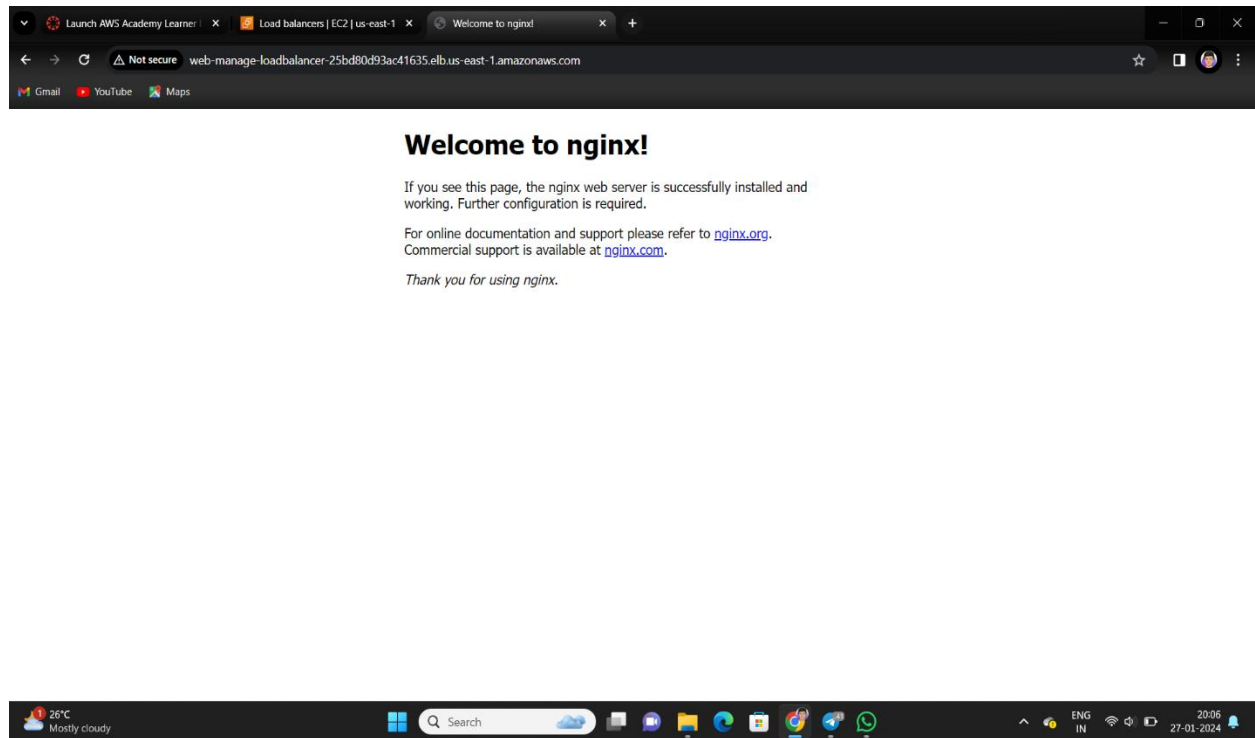 Launch AWS Academy Learner
Load balancers | EC2 | us-east-1
Welcome to nginx!
Not secure
web-manage-loadbalancer-25bd80d93ac41635.elb.us-east-1.amazonaws.com
Gmail
YouTube
Maps
Welcome to nginx!
If you see this page, the nginx web server is successfully installed and
working. Further configuration is required.
For online documentation and support please refer to nginx.org.
Commercial support is available at nginx.com.
Thank you for using nginx.
1
26°C
Mostly cloudy
Search
ENG
IN
20:06
27-01-2024